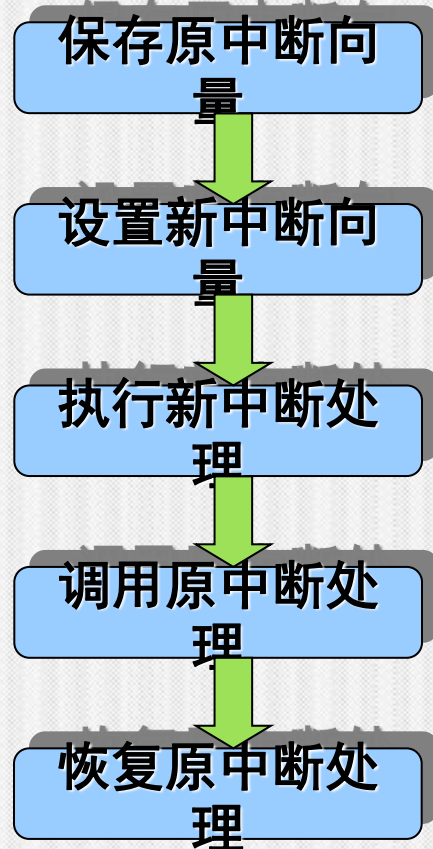 保存原中断向
量
设置新中断向
量
执行新中断处
理
调用原中断处
理
恢复原中断处
理